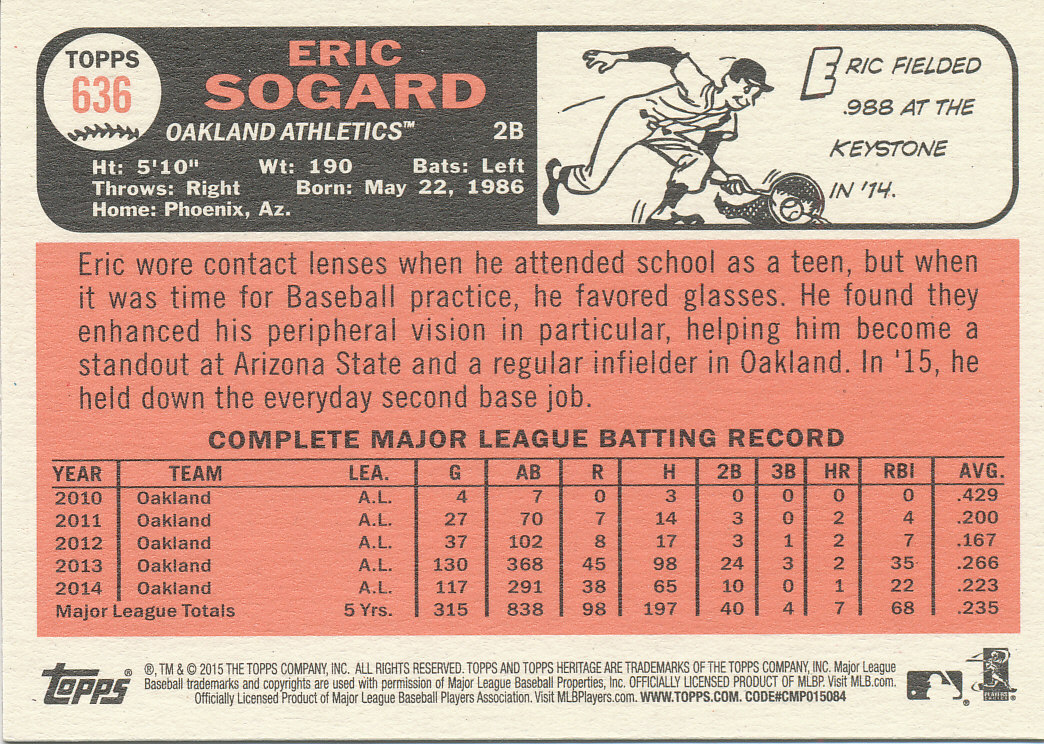 TOPPS
636
ERIC
SOGARD
OAKLAND ATHLETICS™ 2B
Ht: 5'10" Wt: 190 Bats: Left
Throws: Right Born: May 22, 1986
Home: Phoenix, Az.
ERIC FIELDED
.988 AT THE
KEYSTONE
IN '14.
Eric wore contact lenses when he attended school as a teen, but when
it was time for Baseball practice, he favored glasses. He found they
enhanced his peripheral vision in particular, helping him become a
standout at Arizona State and a regular infielder in Oakland. In '15, he
held down the everyday second base job.
COMPLETE MAJOR LEAGUE BATTING RECORD
YEAR TEAM LEA. G AB R H 2B 3B HR RBI AVG.
2010 Oakland A.L. 4 7 0 3 0 0 0 0 .429
2011 Oakland A.L. 27 70 7 14 3 0 2 4 .200
2012 Oakland A.L. 37 102 8 17 3 1 2 7 .167
2013 Oakland A.L. 130 368 45 98 24 3 2 35 .266
2014 Oakland A.L. 117 291 38 65 10 0 1 22 .223
Major League Totals 5 Yrs. 315 838 98 197 40 4 7 68 .235
topps®
®, TM & © 2015 THE TOPPS COMPANY, INC. ALL RIGHTS RESERVED. TOPPS AND TOPPS HERITAGE ARE TRADEMARKS OF THE TOPPS COMPANY, INC. Major League
Baseball trademarks and copyrights are used with permission of Major League Baseball Properties, Inc. OFFICIALLY LICENSED PRODUCT OF MLBP. Visit MLB.com.
Officially Licensed Product of Major League Baseball Players Association. Visit MLBPlayers.com. WWW.TOPPS.COM. CODE#CMP015084
PLAYERS
CHOICE